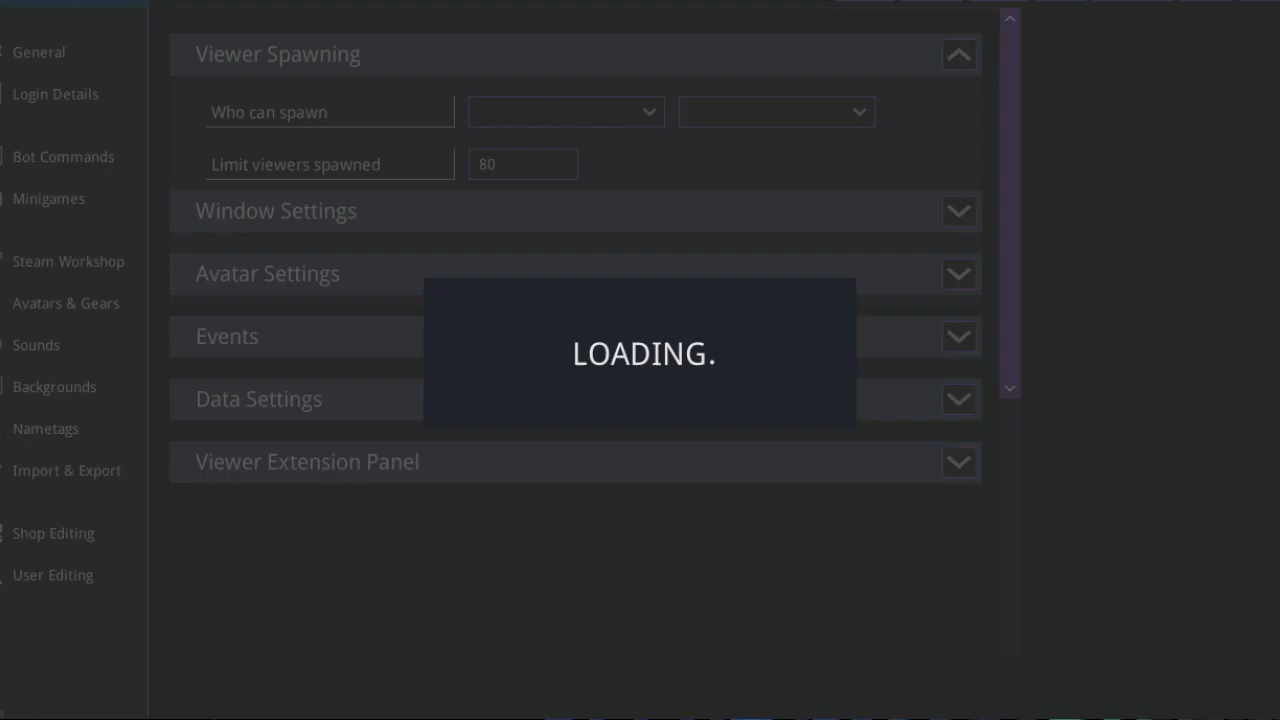 General
Login Details
Bot Commands
Minigames
Steam Workshop
Avatars & Gears
Sounds
Backgrounds
Nametags
Import & Export
Shop Editing
User Editing
Viewer Spawning
Who can spawn
Limit viewers spawned 80
Window Settings
Avatar Settings
Events
Data Settings
Viewer Extension Panel
LOADING.